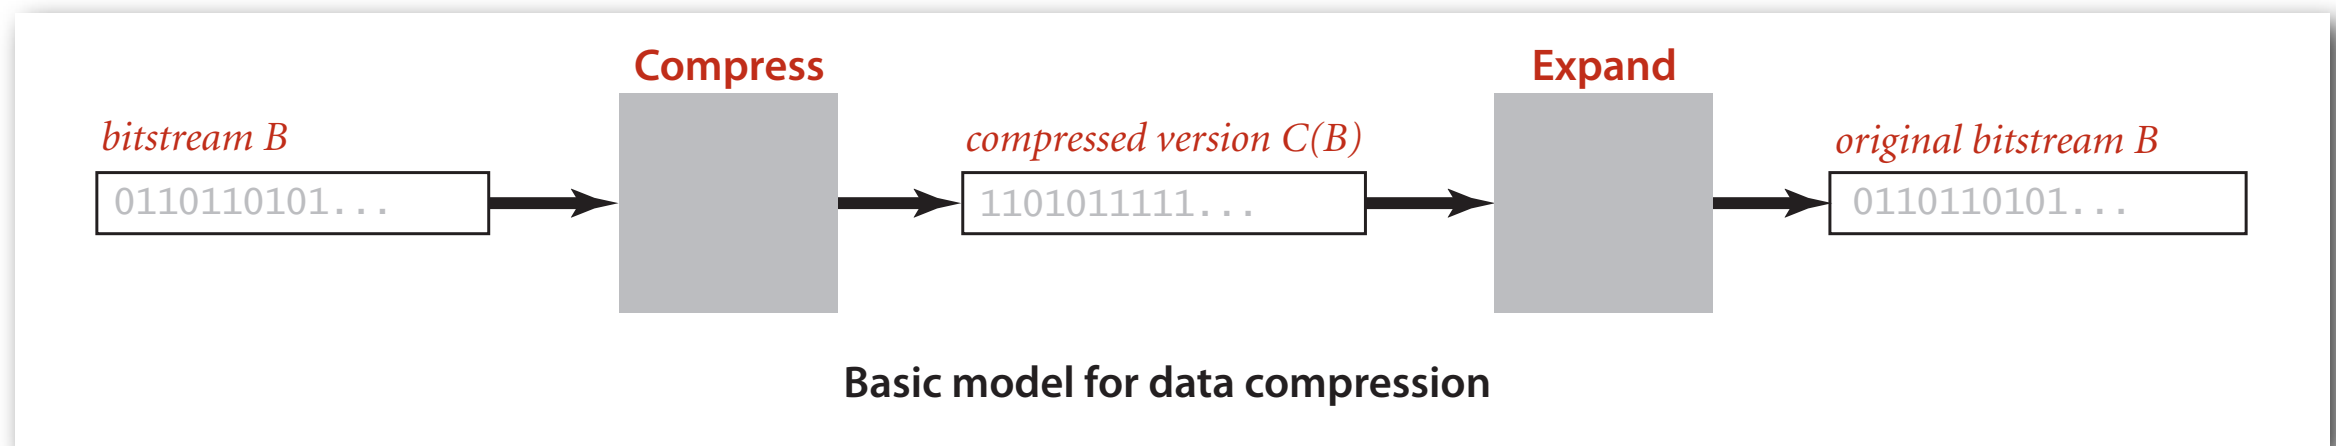 Compress
Expand
bitstream B
compressed version C(B)
original bitstream B
0110110101...
1101011111...
0110110101...
Basic model for data compression